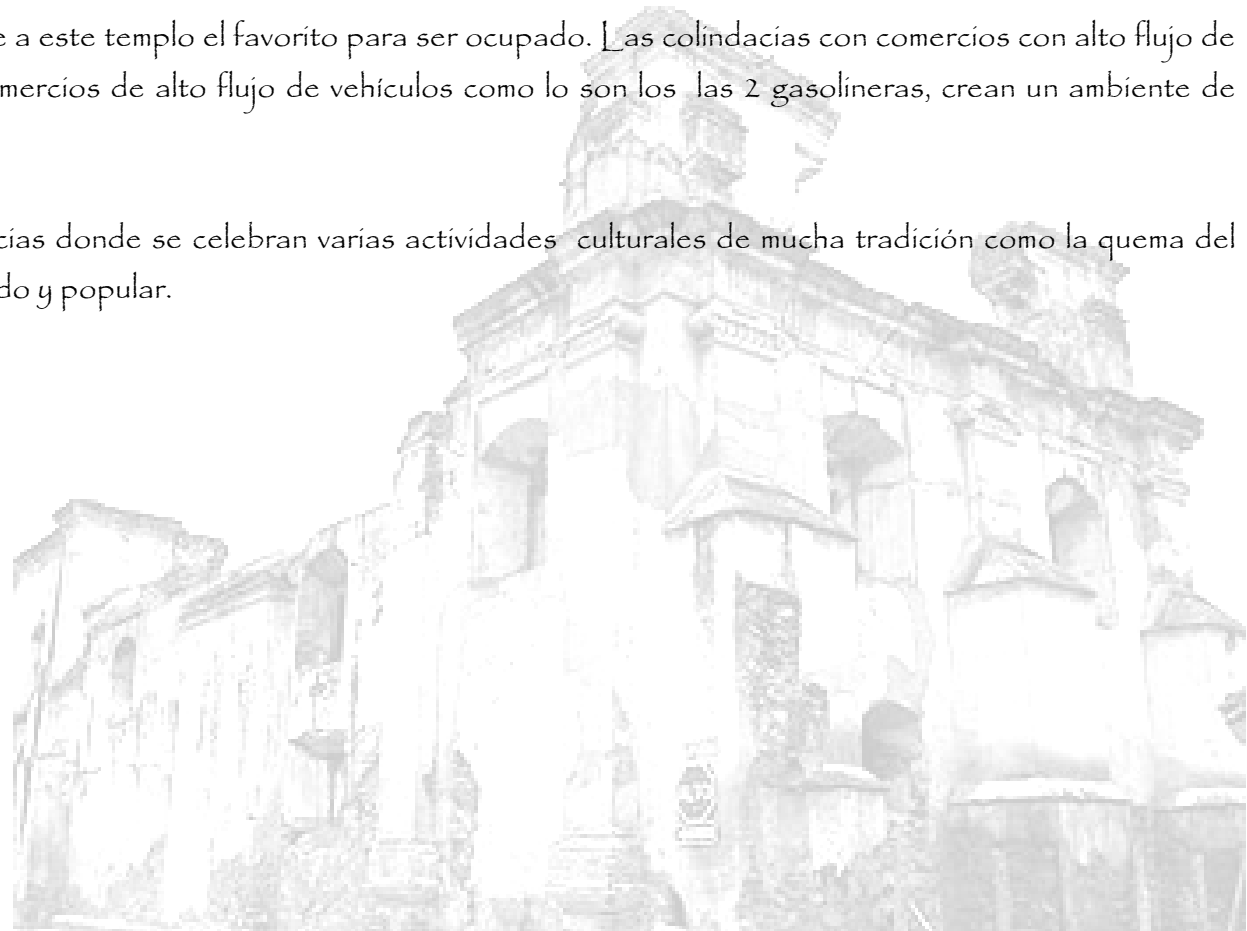 e a este templo el favorito para ser ocupado. Las colindacias con comercios con alto flujo de
mercios de alto flujo de vehículos como lo son los las 2 gasolineras, crean un ambiente de
cias donde se celebran varias actividades culturales de mucha tradición como la quema del
do y popular.